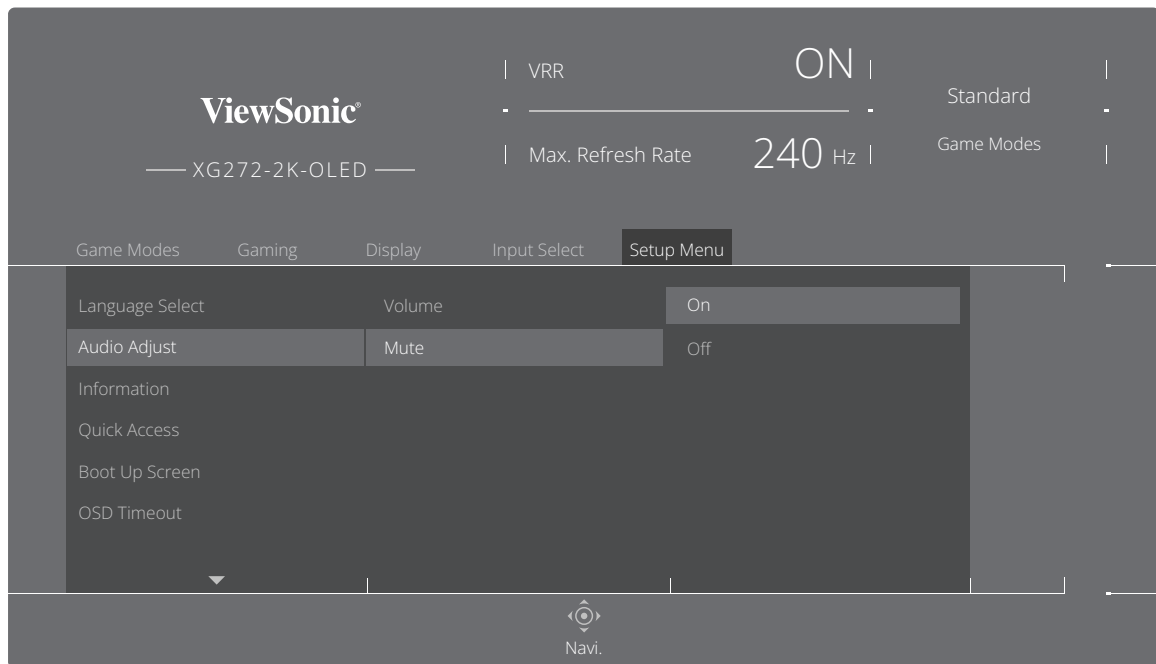 ViewSonic®
XG272-2K-OLED
VRR ON
Max. Refresh Rate 240 Hz
Standard
Game Modes
Game Modes Gaming Display Input Select Setup Menu
Language Select Volume On
Audio Adjust Mute Off
Information
Quick Access
Boot Up Screen
OSD Timeout
Navi.